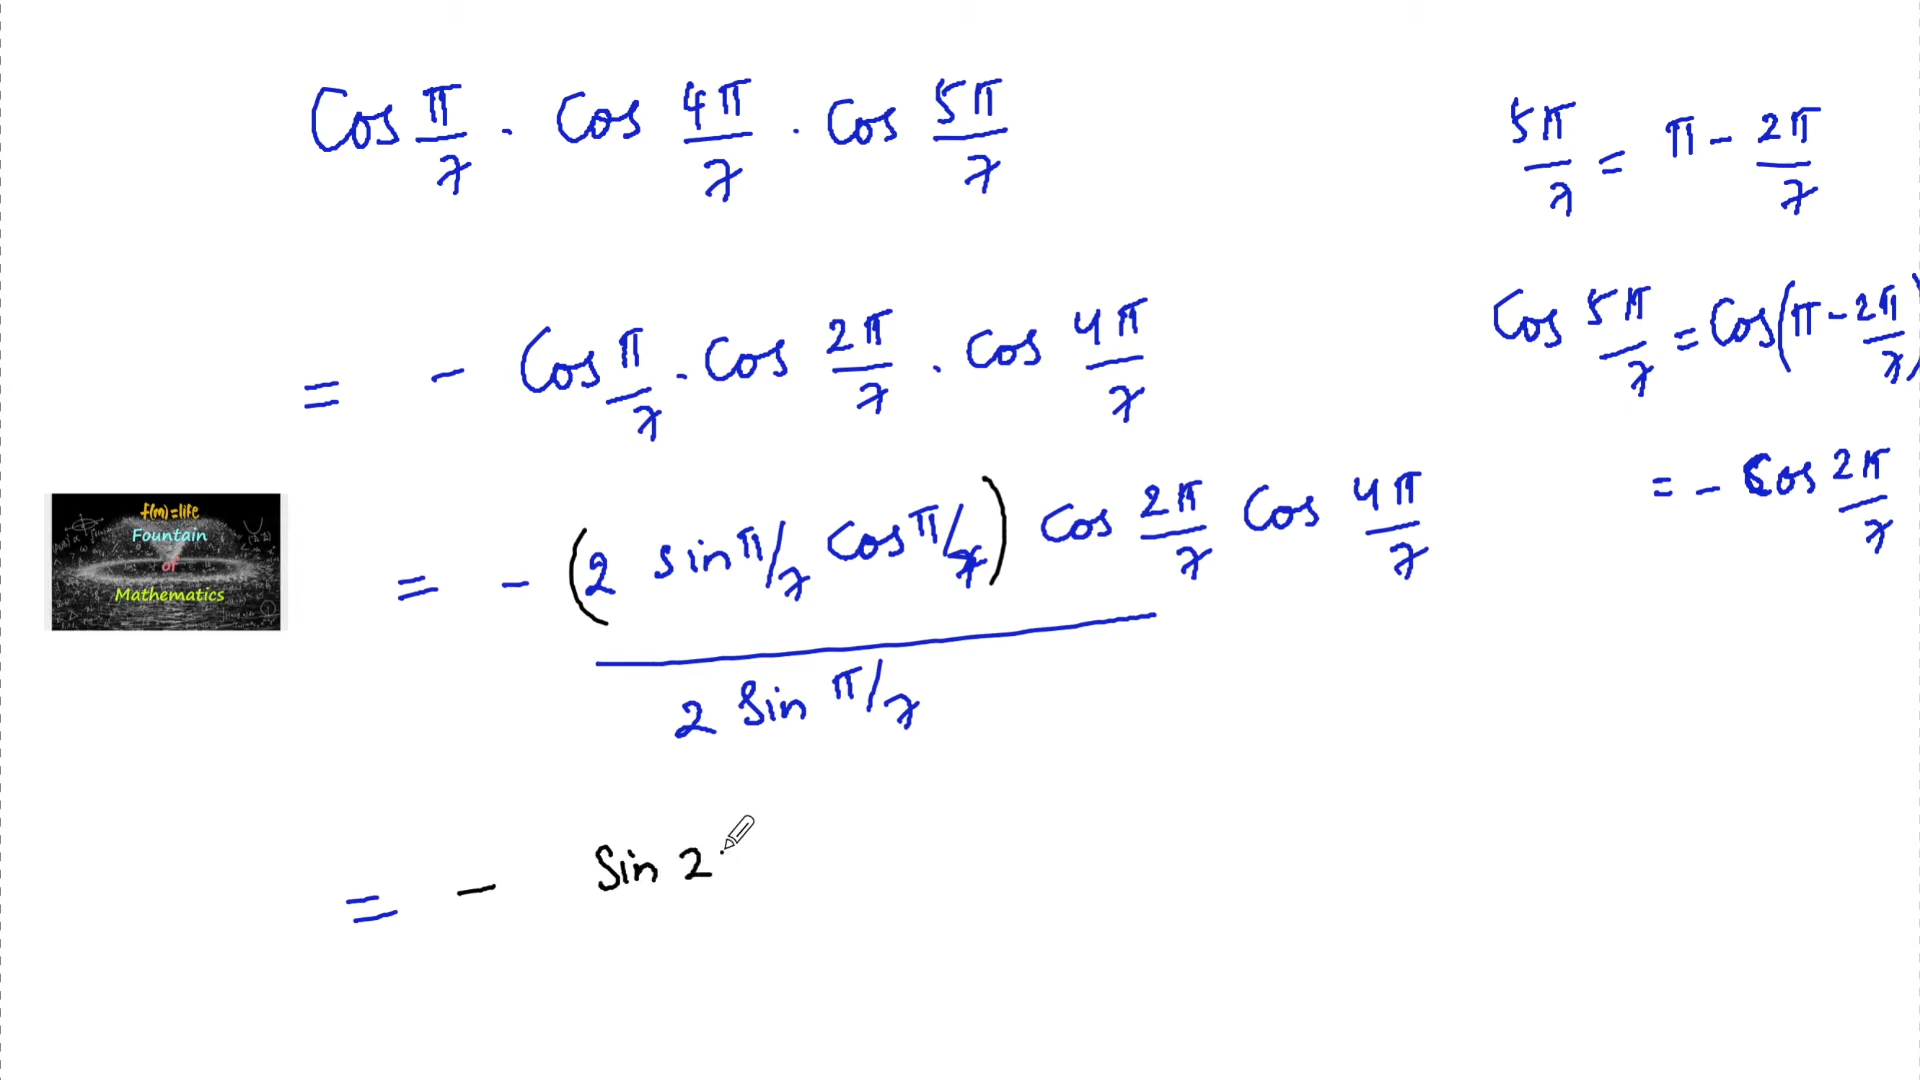 Cos π/7 . Cos 4π/7 . Cos 5π/7
5π/7 = π - 2π/7
= - Cos π/7 . Cos 2π/7 . Cos 4π/7
Cos 5π/7 = Cos(π - 2π/7)
= - Cos 2π/7
f(m)=life
Fountain
of
Mathematics
= - (2 sin π/7 Cos π/7) Cos 2π/7 Cos 4π/7
2 Sin π/7
= - Sin 2